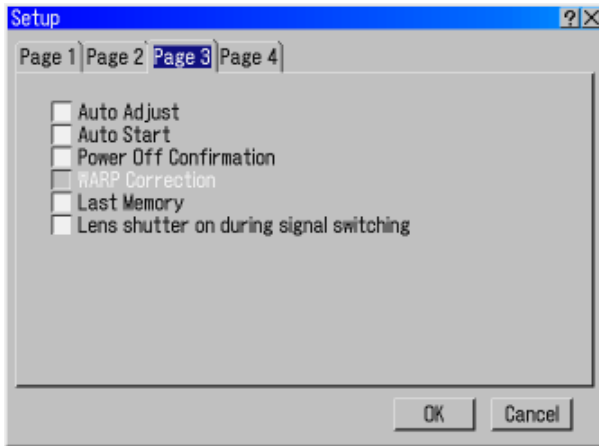 Setup
Page 1 Page 2 Page 3 Page 4
Auto Adjust
Auto Start
Power Off Confirmation
WARP Correction
Last Memory
Lens shutter on during signal switching
OK Cancel